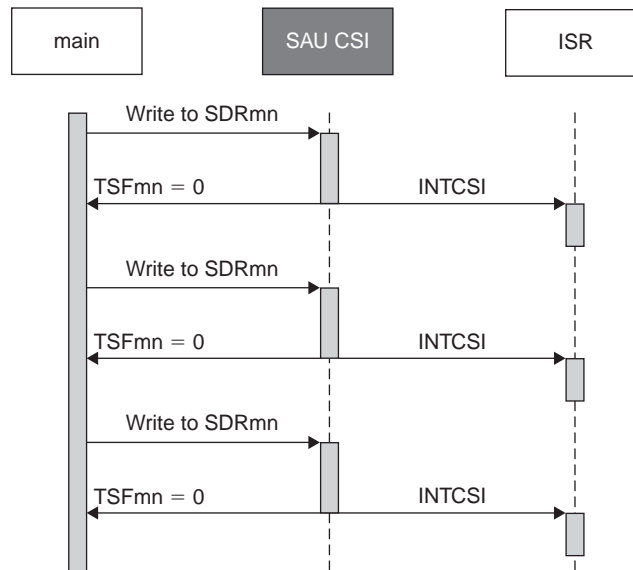 main
SAU CSI
ISR
Write to SDRmn
TSFmn = 0
INTCSI
Write to SDRmn
TSFmn = 0
INTCSI
Write to SDRmn
TSFmn = 0
INTCSI